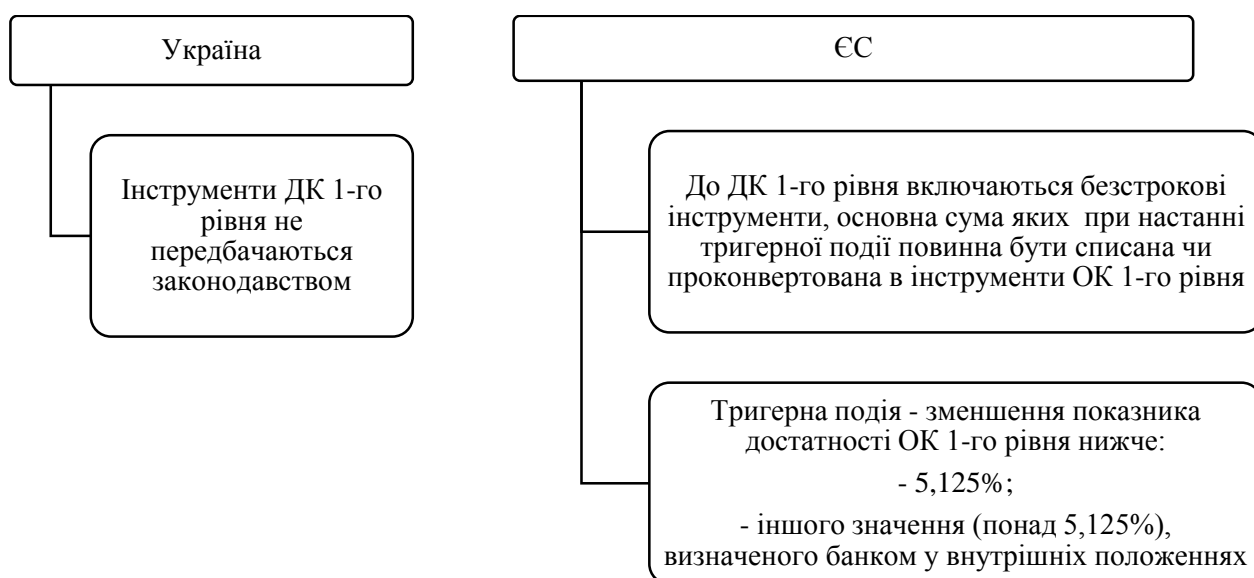 Україна
Інструменти ДК 1-го
рівня не
передбачаються
законодавством
ЄС
До ДК 1-го рівня включаються безстрокові
інструменти, основна сума яких при настанні
тригерної події повинна бути списана чи
проконвертована в інструменти ОК 1-го рівня
Тригерна подія - зменшення показника
достатності ОК 1-го рівня нижче:
- 5,125%;
- іншого значення (понад 5,125%),
визначеного банком у внутрішніх положеннях